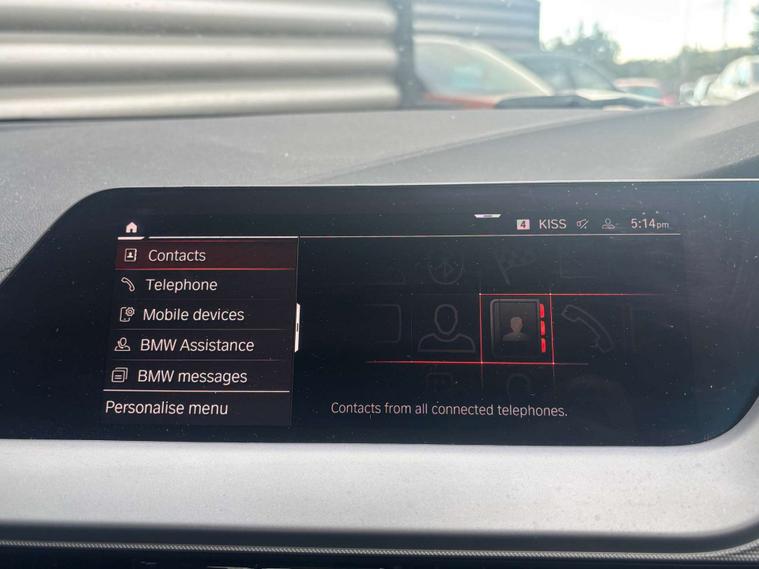 4 KISS 5:14pm
Contacts
Telephone
Mobile devices
BMW Assistance
BMW messages
Personalise menu
Contacts from all connected telephones.